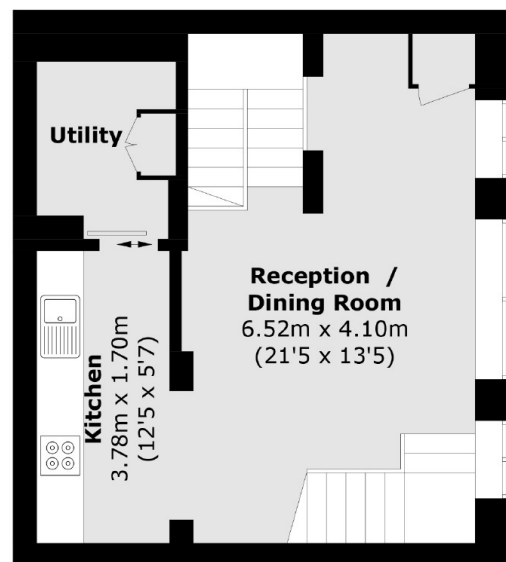 Utility
Reception /
Dining Room
6.52m x 4.10m
(21'5 x 13'5)
Kitchen
3.78m x 1.70m
(12'5 x 5'7)